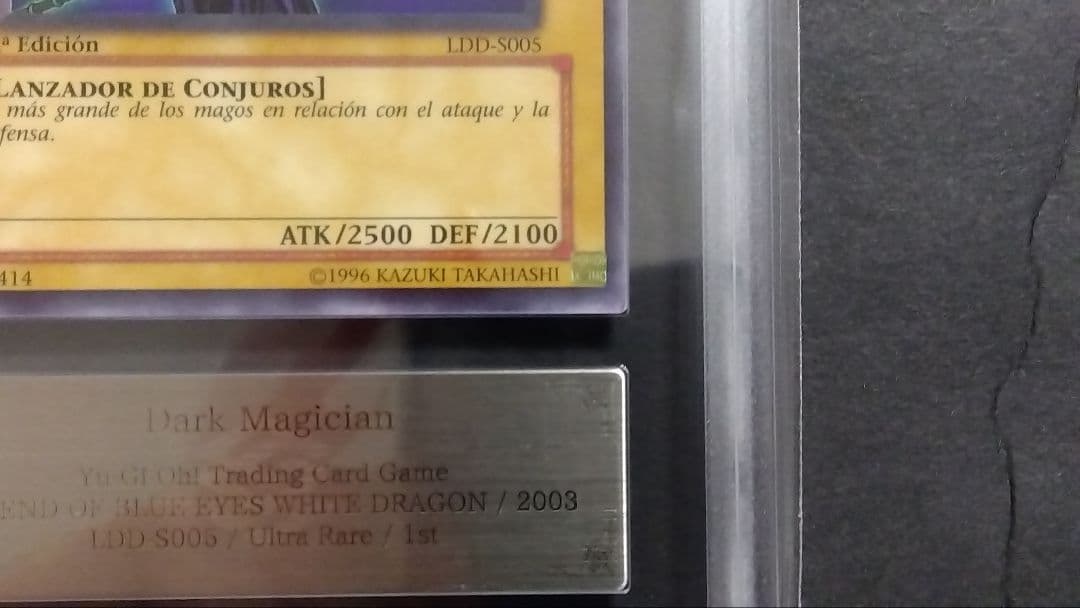 ª Edición LDD-S005
LANZADOR DE CONJUROS]
más grande de los magos en relación con el ataque y la
fensa.
ATK/2500 DEF/2100
414 ©1996 KAZUKI TAKAHASHI
Dark Magician
Yu Gi Oh! Trading Card Game
END OF BLUE EYES WHITE DRAGON / 2003
LDD S005 / Ultra Rare / 1st